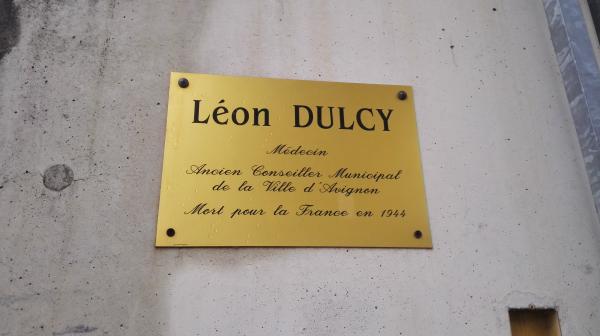 Léon DULCY
Médecin
Ancien Conseiller Municipal
de la Ville d'Avignon
Mort pour la France en 1944